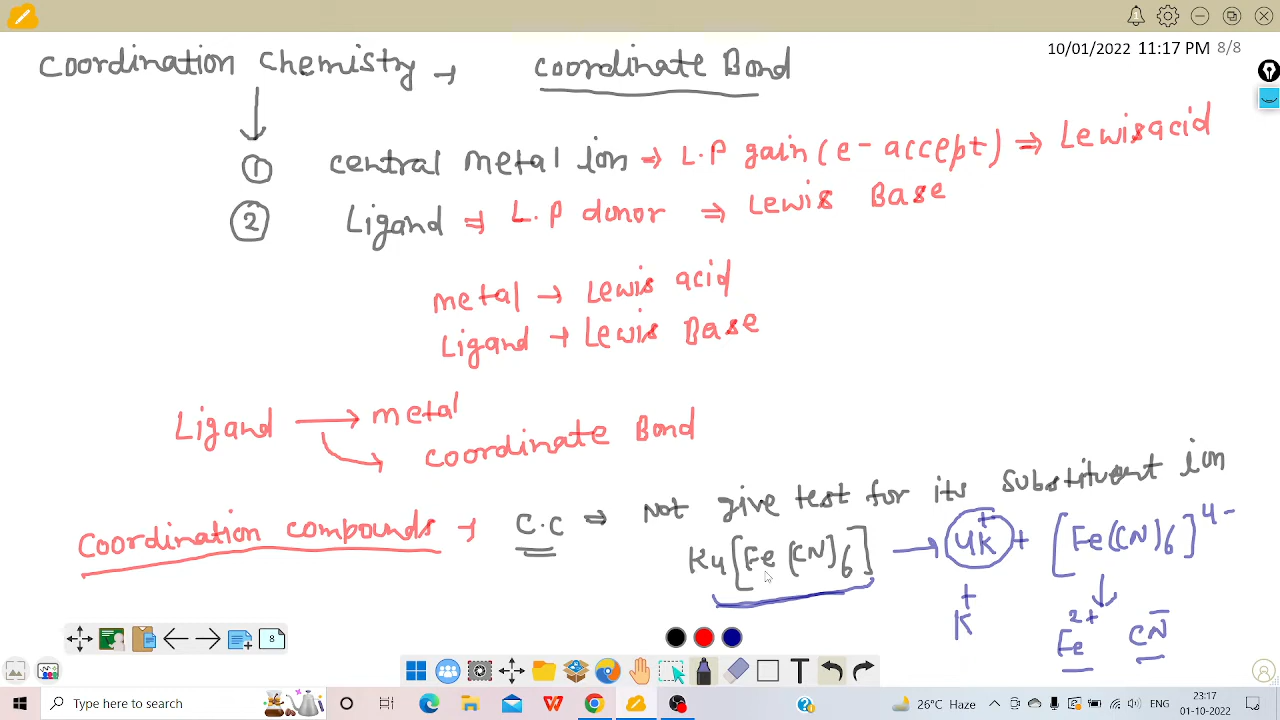 10/01/2022 11:17 PM 8/8
Coordination Chemistry → Coordinate Bond
① central metal ion → L.P gain (e- accept) ⇒ Lewis acid
② Ligand ⇒ L.P donor ⇒ Lewis Base
metal → Lewis acid
Ligand → Lewis Base
Ligand → metal
coordinate Bond
Coordination compounds → C.C ⇒ Not give test for its substituent ion
K4[Fe(CN)6] → 4K+ + [Fe(CN)6]4-
K+ Fe2+ CN-
8
T
Type here to search
26°C Haze
ENG
23:17
01-10-2022